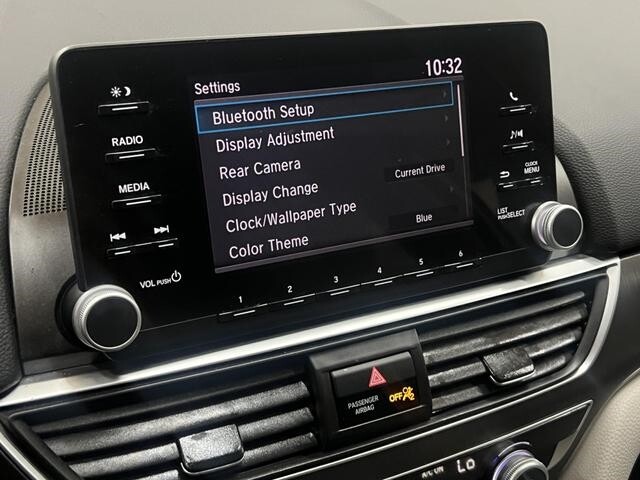 10:32
Settings
Bluetooth Setup
Display Adjustment
Rear Camera
Display Change
Current Drive
Clock/Wallpaper Type
Color Theme
Blue
RADIO
MEDIA
VOL PUSH
CLOCK
MENU
LIST
PUSH SELECT
1 2 3 4 5 6
PASSENGER
AIRBAG
OFF
A/C ON
Lo